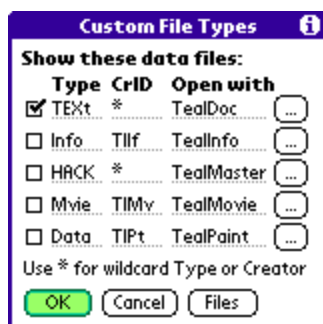 Custom File Types i
Show these data files:
Type CrID Open with
TEXt * TealDoc ...
Info TlIf TealInfo ...
HACK * TealMaster ...
Mvie TlMv TealMovie ...
Data TlPt TealPaint ...
Use * for wildcard Type or Creator
OK Cancel Files